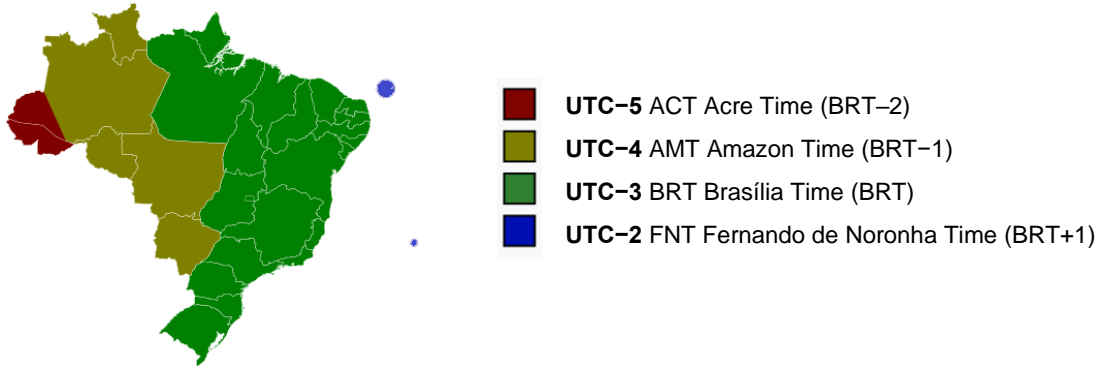 UTC−5 ACT Acre Time (BRT–2)
UTC−4 AMT Amazon Time (BRT−1)
UTC−3 BRT Brasília Time (BRT)
UTC−2 FNT Fernando de Noronha Time (BRT+1)